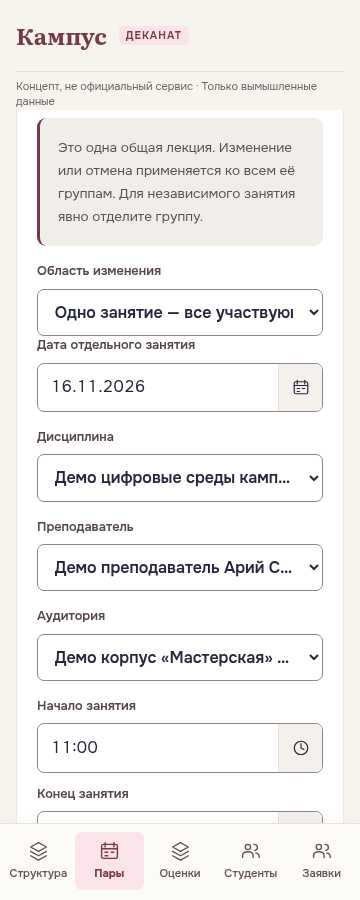 Кампус
ДЕКАНАТ
Концепт, не официальный сервис · Только вымышленные
данные
Это одна общая лекция. Изменение
или отмена применяется ко всем её
группам. Для независимого занятия
явно отделите группу.
Область изменения
Одно занятие — все участвую
Дата отдельного занятия
16.11.2026
Дисциплина
Демо цифровые среды камп...
Преподаватель
Демо преподаватель Арий С...
Аудитория
Демо корпус «Мастерская» ...
Начало занятия
11:00
Конец занятия
Структура
Пары
Оценки
Студенты
Заявки